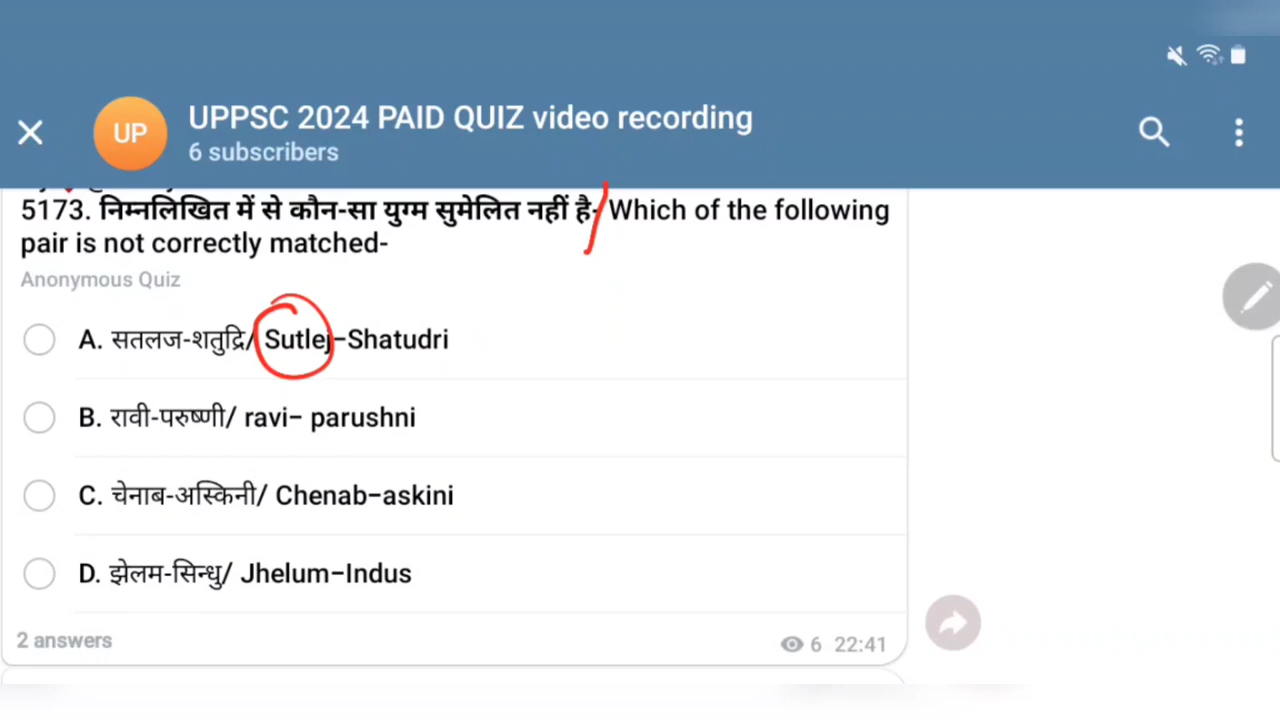 UP
UPPSC 2024 PAID QUIZ video recording
6 subscribers
5173. निम्नलिखित में से कौन-सा युग्म सुमेलित नहीं है- Which of the following
pair is not correctly matched-
Anonymous Quiz
A. सतलज-शतुद्रि/ Sutlej-Shatudri
B. रावी-परुष्णी/ ravi- parushni
C. चेनाब-अस्किनी/ Chenab-askini
D. झेलम-सिन्धु/ Jhelum-Indus
2 answers
6 22:41